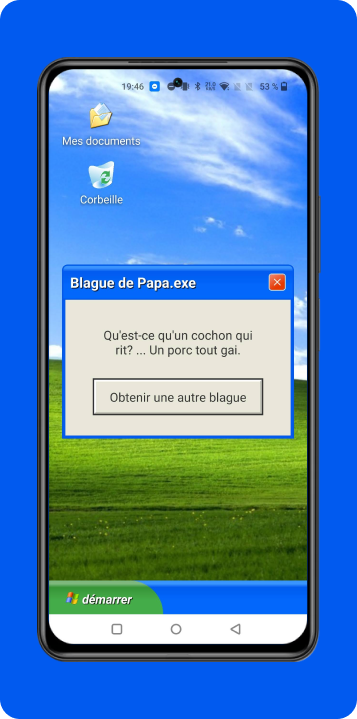 19:46
53 %
Mes documents
Corbeille
Blague de Papa.exe
Qu'est-ce qu'un cochon qui
rit? ... Un porc tout gai.
Obtenir une autre blague
démarrer